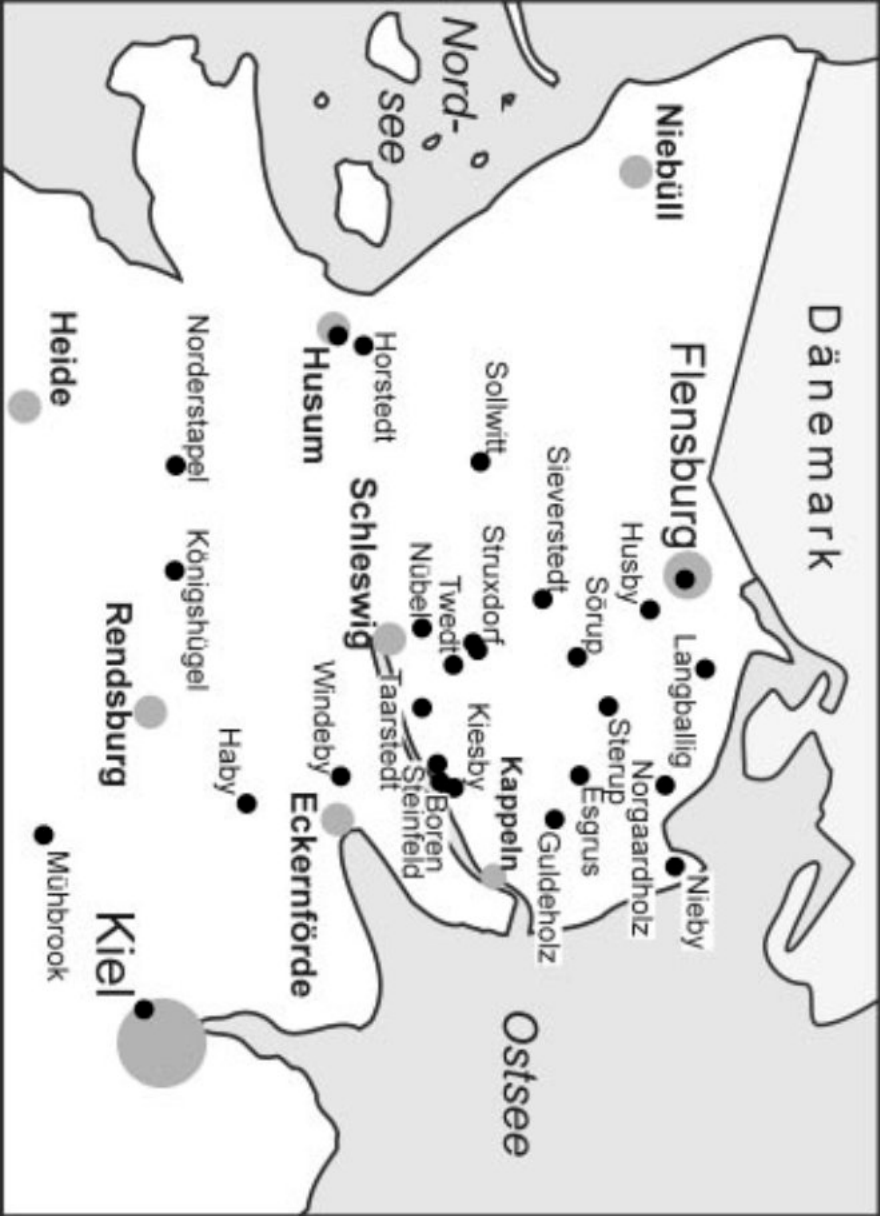 Dänemark
Niebüll
Flensburg
Langballig
Nieby
Husby
Norgaardholz
Sörup
Sterup
Sieverstedt
Esgrus
Guldeholz
Nord-
see
Sollwitt
Struxdorf
Kiesby
Kappeln
Ostsee
Twedt
Nübel
Boren
Steinfeld
Taarstedt
Schleswig
Horstedt
Husum
Windeby
Eckernförde
Haby
Norderstapel
Königshügel
Rendsburg
Kiel
Heide
Mühbrook